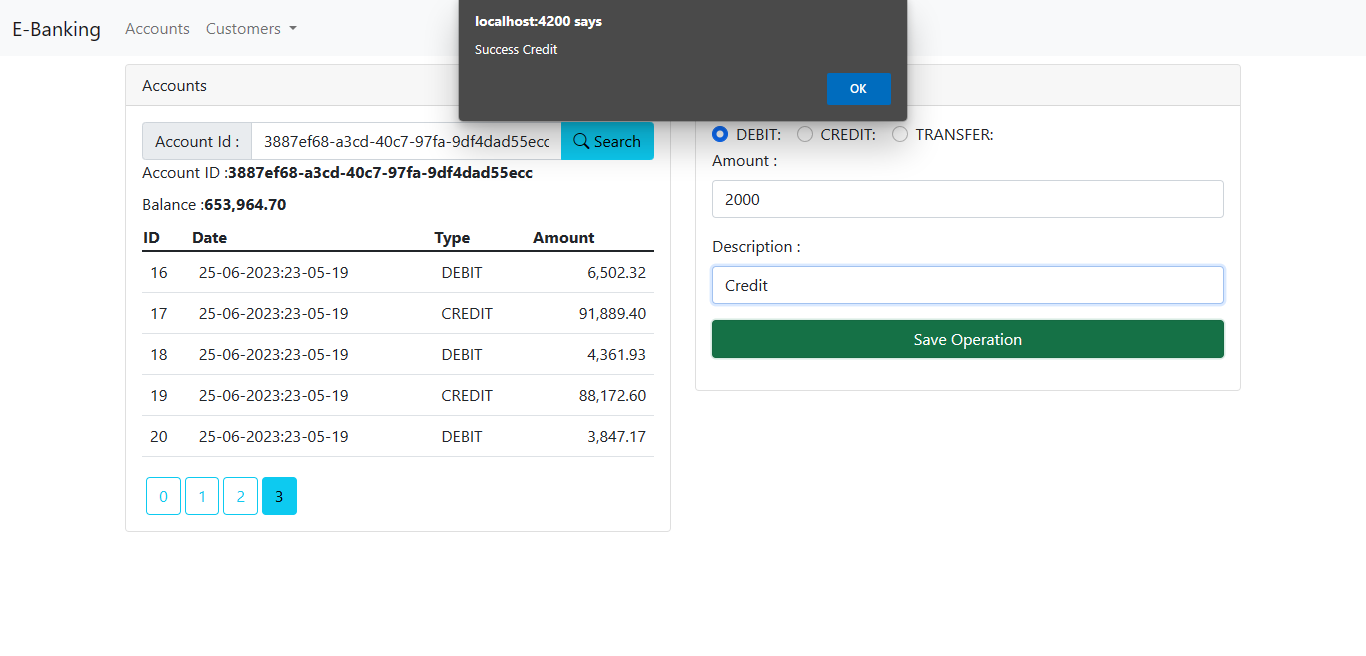 E-Banking Accounts Customers
localhost:4200 says
Success Credit
OK
Accounts
Account Id : 3887ef68-a3cd-40c7-97fa-9df4dad55ecc Search
Account ID :3887ef68-a3cd-40c7-97fa-9df4dad55ecc
Balance :653,964.70
ID Date Type Amount
16 25-06-2023:23-05-19 DEBIT 6,502.32
17 25-06-2023:23-05-19 CREDIT 91,889.40
18 25-06-2023:23-05-19 DEBIT 4,361.93
19 25-06-2023:23-05-19 CREDIT 88,172.60
20 25-06-2023:23-05-19 DEBIT 3,847.17
0 1 2 3
DEBIT: CREDIT: TRANSFER:
Amount :
2000
Description :
Credit
Save Operation